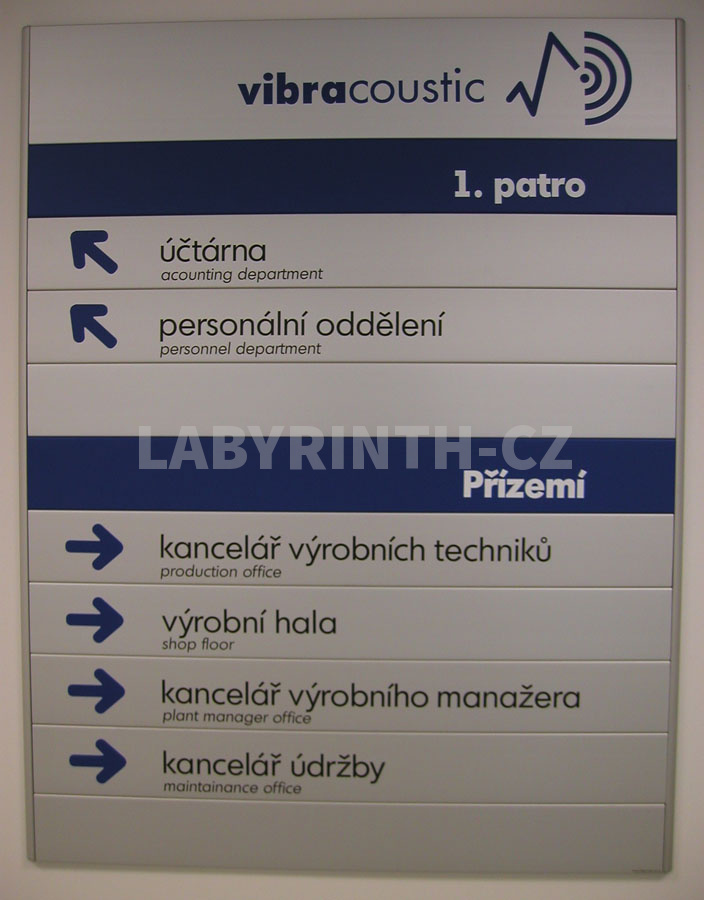 vibracoustic
1. patro
účtárna
acounting department
personální oddělení
personnel department
LABYRINTH-CZ
Přízemí
kancelář výrobních techniků
production office
výrobní hala
shop floor
kancelář výrobního manažera
plant manager office
kancelář údržby
maintainance office